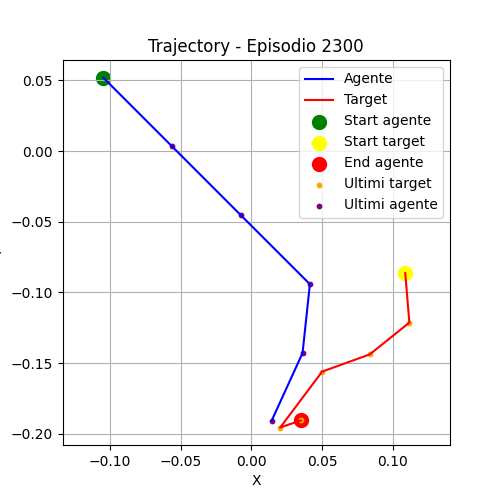 Trajectory - Episodio 2300
Agente
Target
Start agente
Start target
End agente
Ultimi target
Ultimi agente
0.05
0.00
−0.05
−0.10
−0.15
−0.20
−0.10
−0.05
0.00
0.05
0.10
X